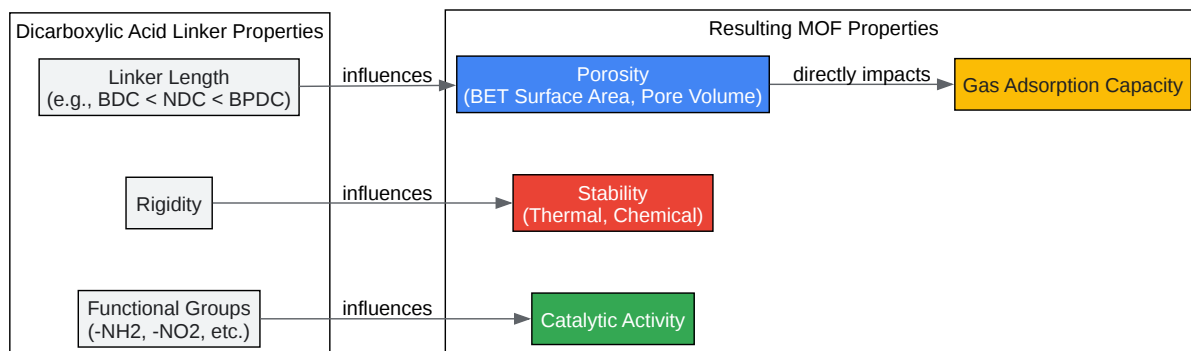 Dicarboxylic Acid Linker Properties
Resulting MOF Properties
Linker Length
(e.g., BDC < NDC < BPDC)
influences
Porosity
(BET Surface Area, Pore Volume)
directly impacts
Gas Adsorption Capacity
Rigidity
influences
Stability
(Thermal, Chemical)
Functional Groups
(-NH2, -NO2, etc.)
influences
Catalytic Activity